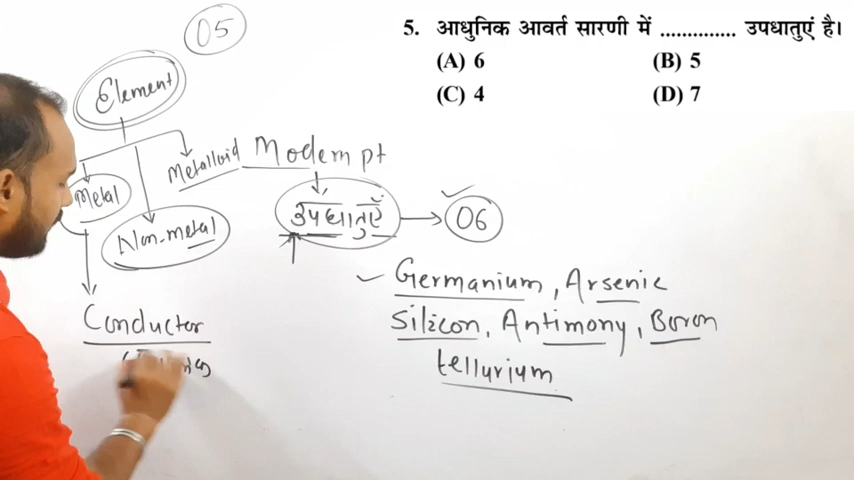 05
5. आधुनिक आवर्त सारणी में .............. उपधातुएं है।
(A) 6 (B) 5
(C) 4 (D) 7
Element
Metalloid Modern pt
Metal
Non-metal
उपधातुएँ → 06
Germanium, Arsenic
Silicon, Antimony, Boron
tellurium
Conductor